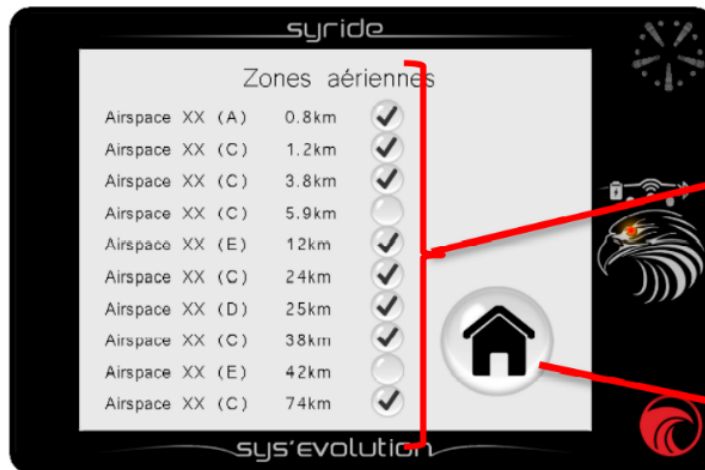 syride
Zones aériennes
Airspace XX (A) 0.8km
Airspace XX (C) 1.2km
Airspace XX (C) 3.8km
Airspace XX (C) 5.9km
Airspace XX (E) 12km
Airspace XX (C) 24km
Airspace XX (D) 25km
Airspace XX (C) 38km
Airspace XX (E) 42km
Airspace XX (C) 74km
sys'evolution